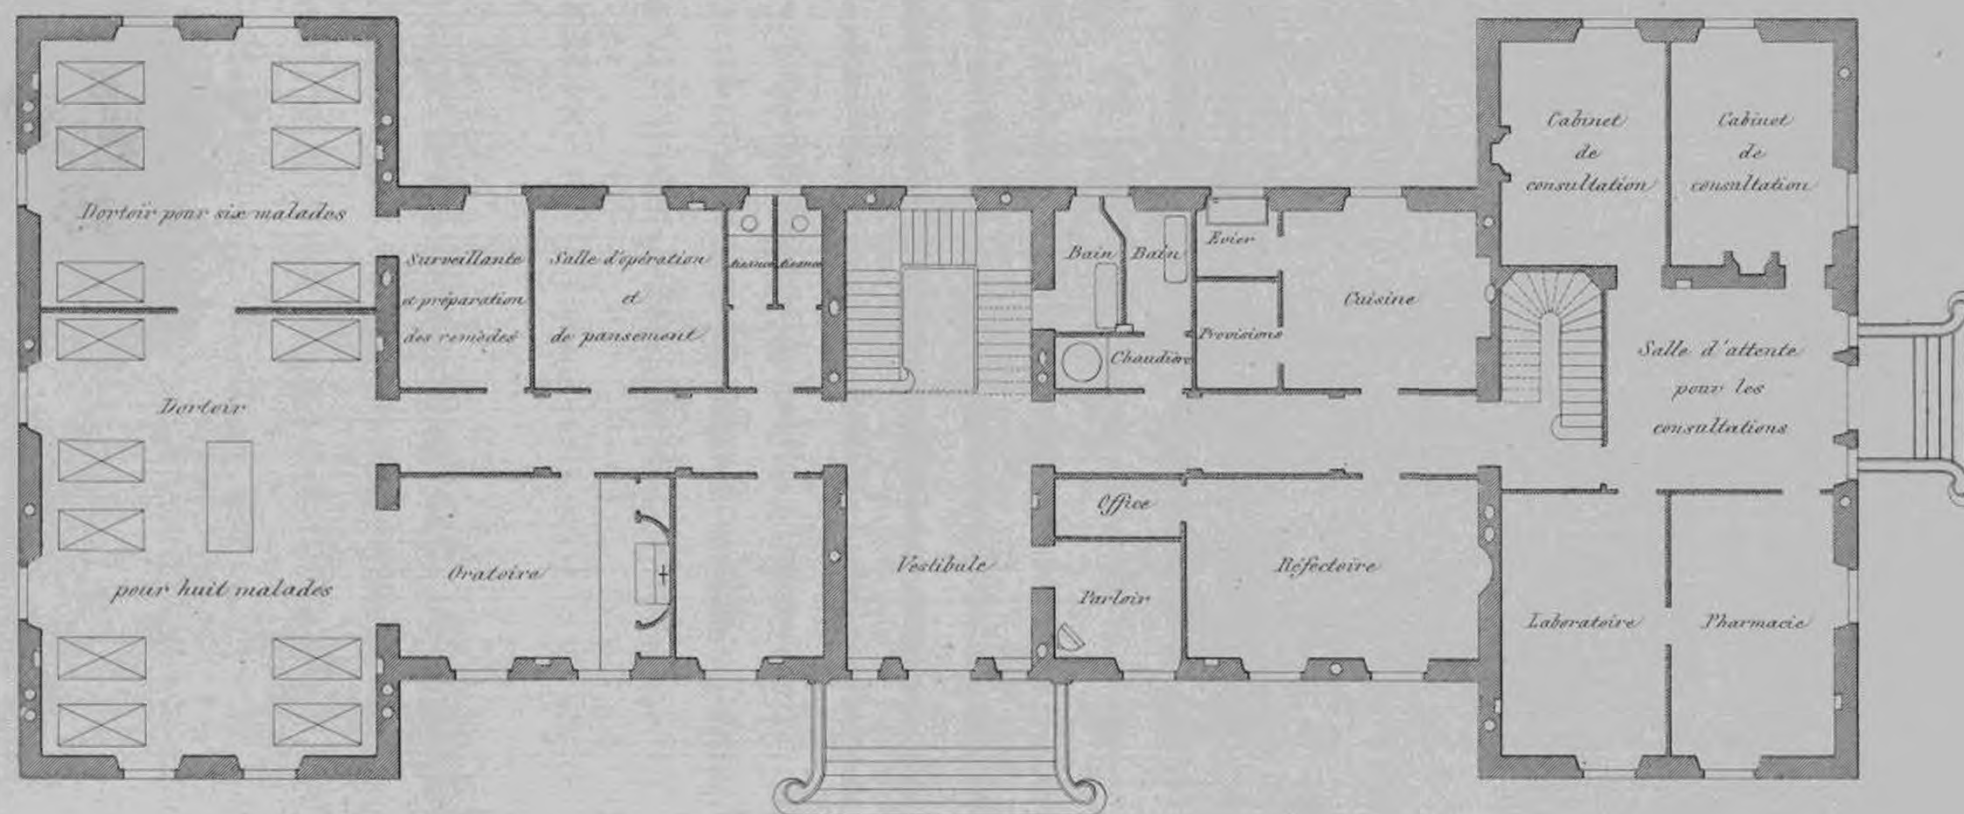 Dortoir pour six malades
Dortoir
pour huit malades
Surveillante
et préparation
des remèdes
Salle d'opération
et
de pansement
Oratoire
Vestibule
Bain
Bain
Chaudière
Evier
Provisions
Cuisine
Office
Parloir
Réfectoire
Cabinet
de
consultation
Cabinet
de
consultation
Salle d'attente
pour les
consultations
Laboratoire
Pharmacie